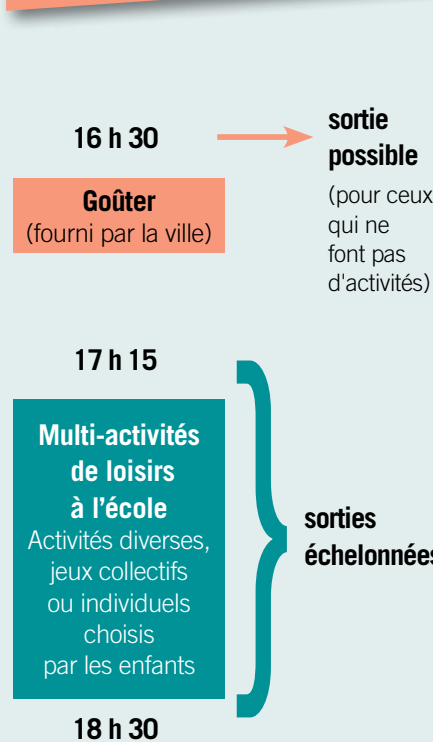 16 h 30
sortie
possible
(pour ceux
qui ne
font pas
d'activités)
Goûter
(fourni par la ville)
17 h 15
Multi-activités
de loisirs
à l'école
Activités diverses,
jeux collectifs
ou individuels
choisis
par les enfants
sorties
échelonnées
18 h 30